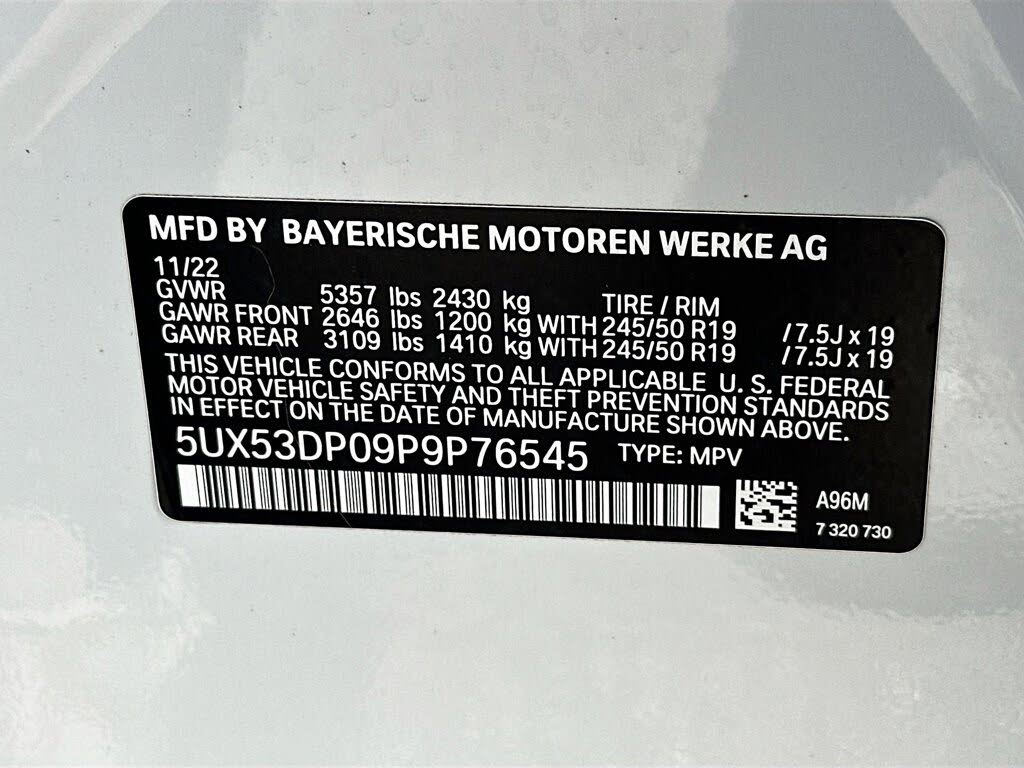 MFD BY BAYERISCHE MOTOREN WERKE AG
11/22
GVWR 5357 lbs 2430 kg TIRE / RIM
GAWR FRONT 2646 lbs 1200 kg WITH 245/50 R19 / 7.5J x 19
GAWR REAR 3109 lbs 1410 kg WITH 245/50 R19 / 7.5J x 19
THIS VEHICLE CONFORMS TO ALL APPLICABLE U. S. FEDERAL
MOTOR VEHICLE SAFETY AND THEFT PREVENTION STANDARDS
IN EFFECT ON THE DATE OF MANUFACTURE SHOWN ABOVE.
5UX53DP09P9P76545 TYPE: MPV
A96M
7 320 730